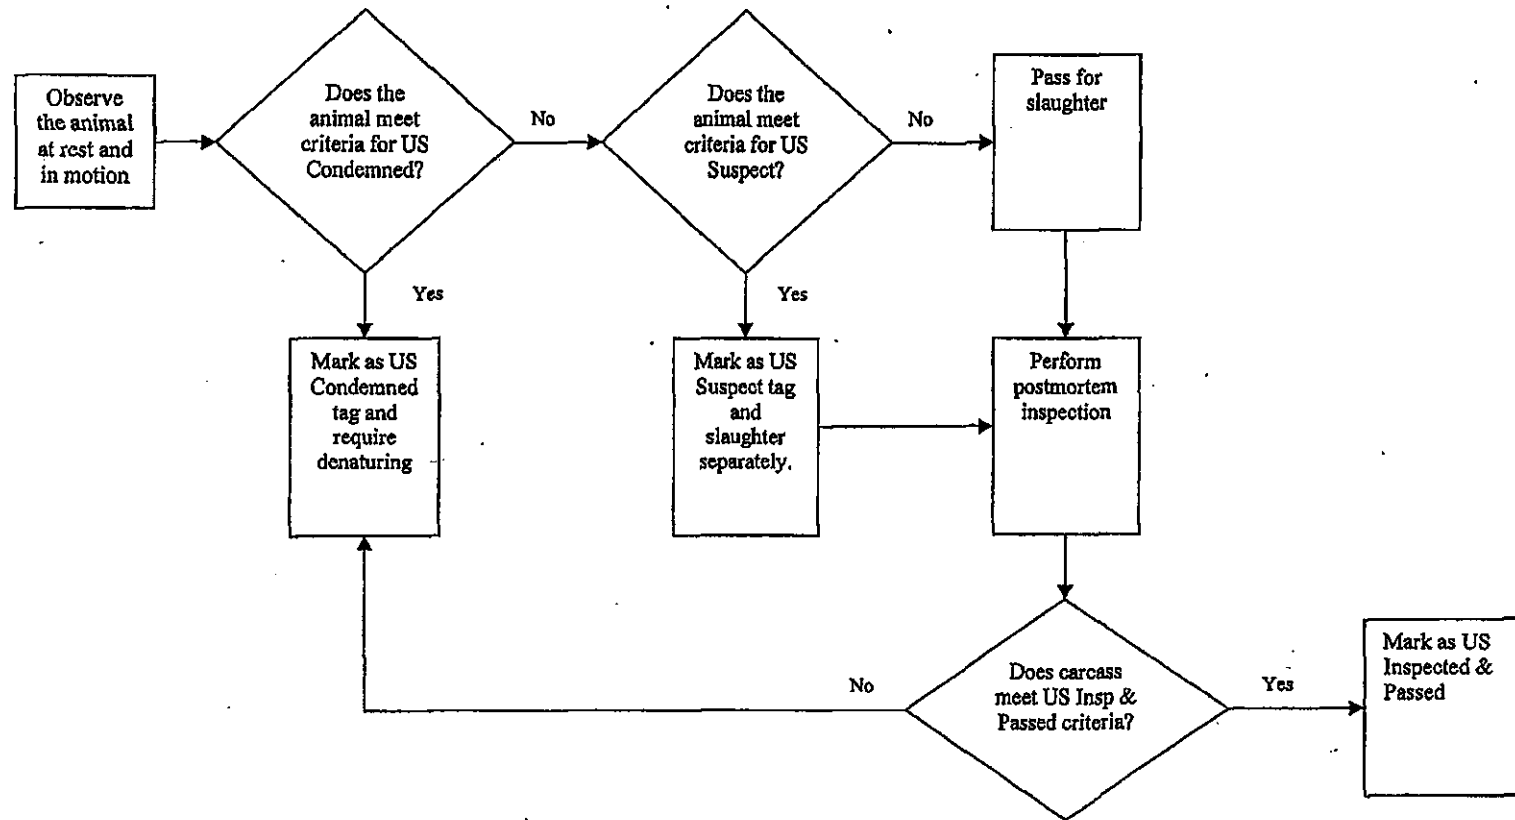 Observe
the animal
at rest and
in motion
Does the
animal meet
criteria for US
Condemned?
No
Does the
animal meet
criteria for US
Suspect?
No
Pass for
slaughter
Yes
Yes
Mark as US
Condemned
tag and
require
denaturing
Mark as US
Suspect tag
and
slaughter
separately.
Perform
postmortem
inspection
No
Does carcass
meet US Insp &
Passed criteria?
Yes
Mark as US
Inspected &
Passed